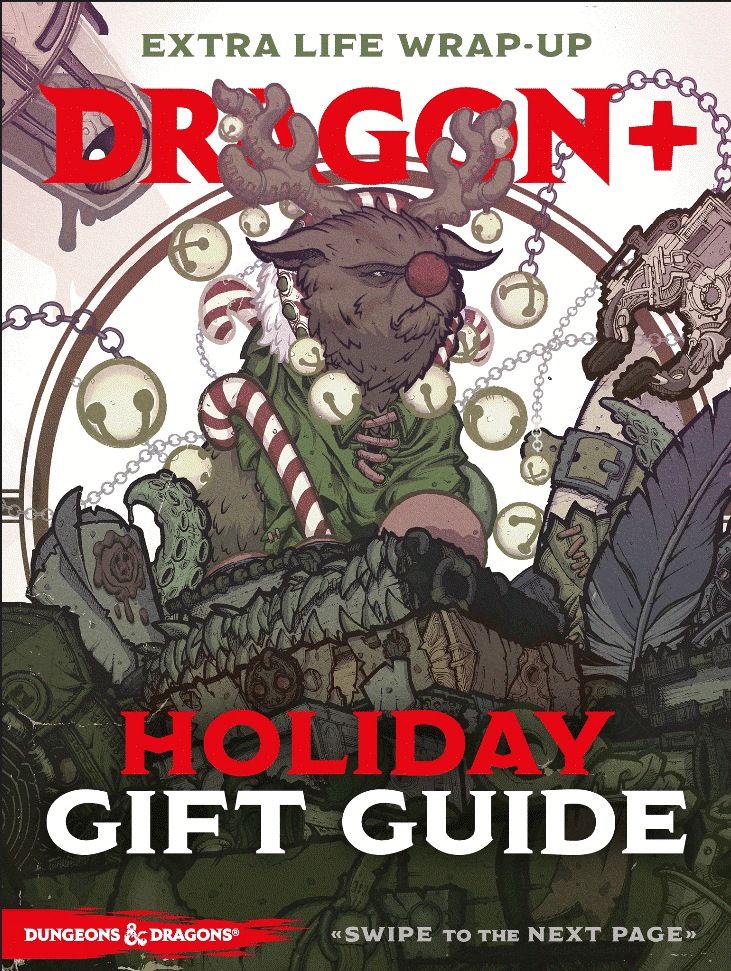 EXTRA LIFE WRAP-UP
DRAGON+
HOLIDAY
GIFT GUIDE
DUNGEONS & DRAGONS®
«SWIPE TO THE NEXT PAGE»